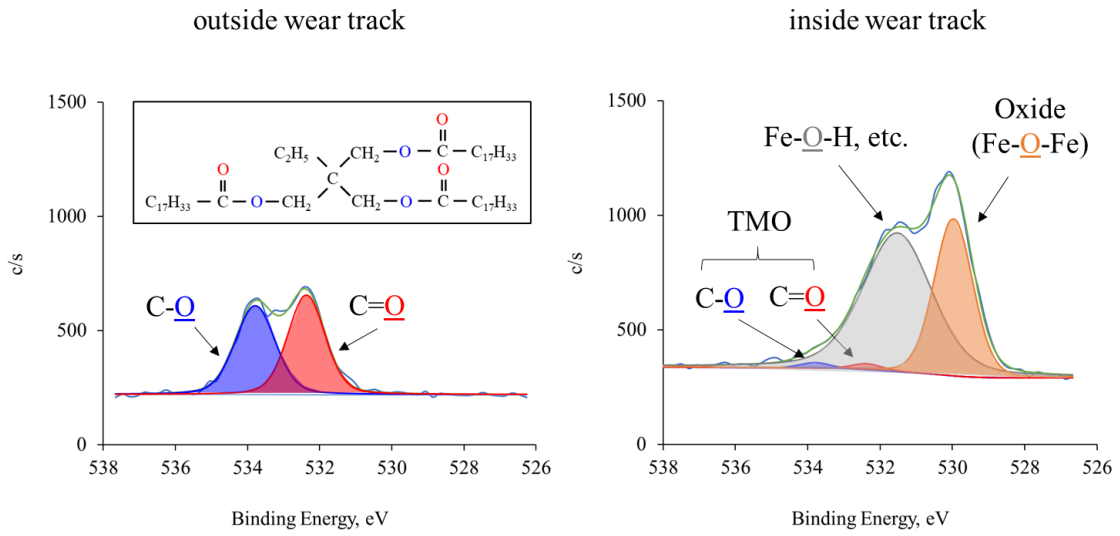 outside wear track
1500
1000
500
0
c/s
538 536 534 532 530 528 526
Binding Energy, eV
O
O
C₂H₅ CH₂ — O — C — C₁₇H₃₃
O C O
C₁₇H₃₃ — C — O — CH₂ CH₂ — O — C — C₁₇H₃₃
C-O
C=O
inside wear track
1500
1000
500
0
c/s
538 536 534 532 530 528 526
Binding Energy, eV
Oxide
(Fe-O-Fe)
Fe-O-H, etc.
TMO
C-O
C=O